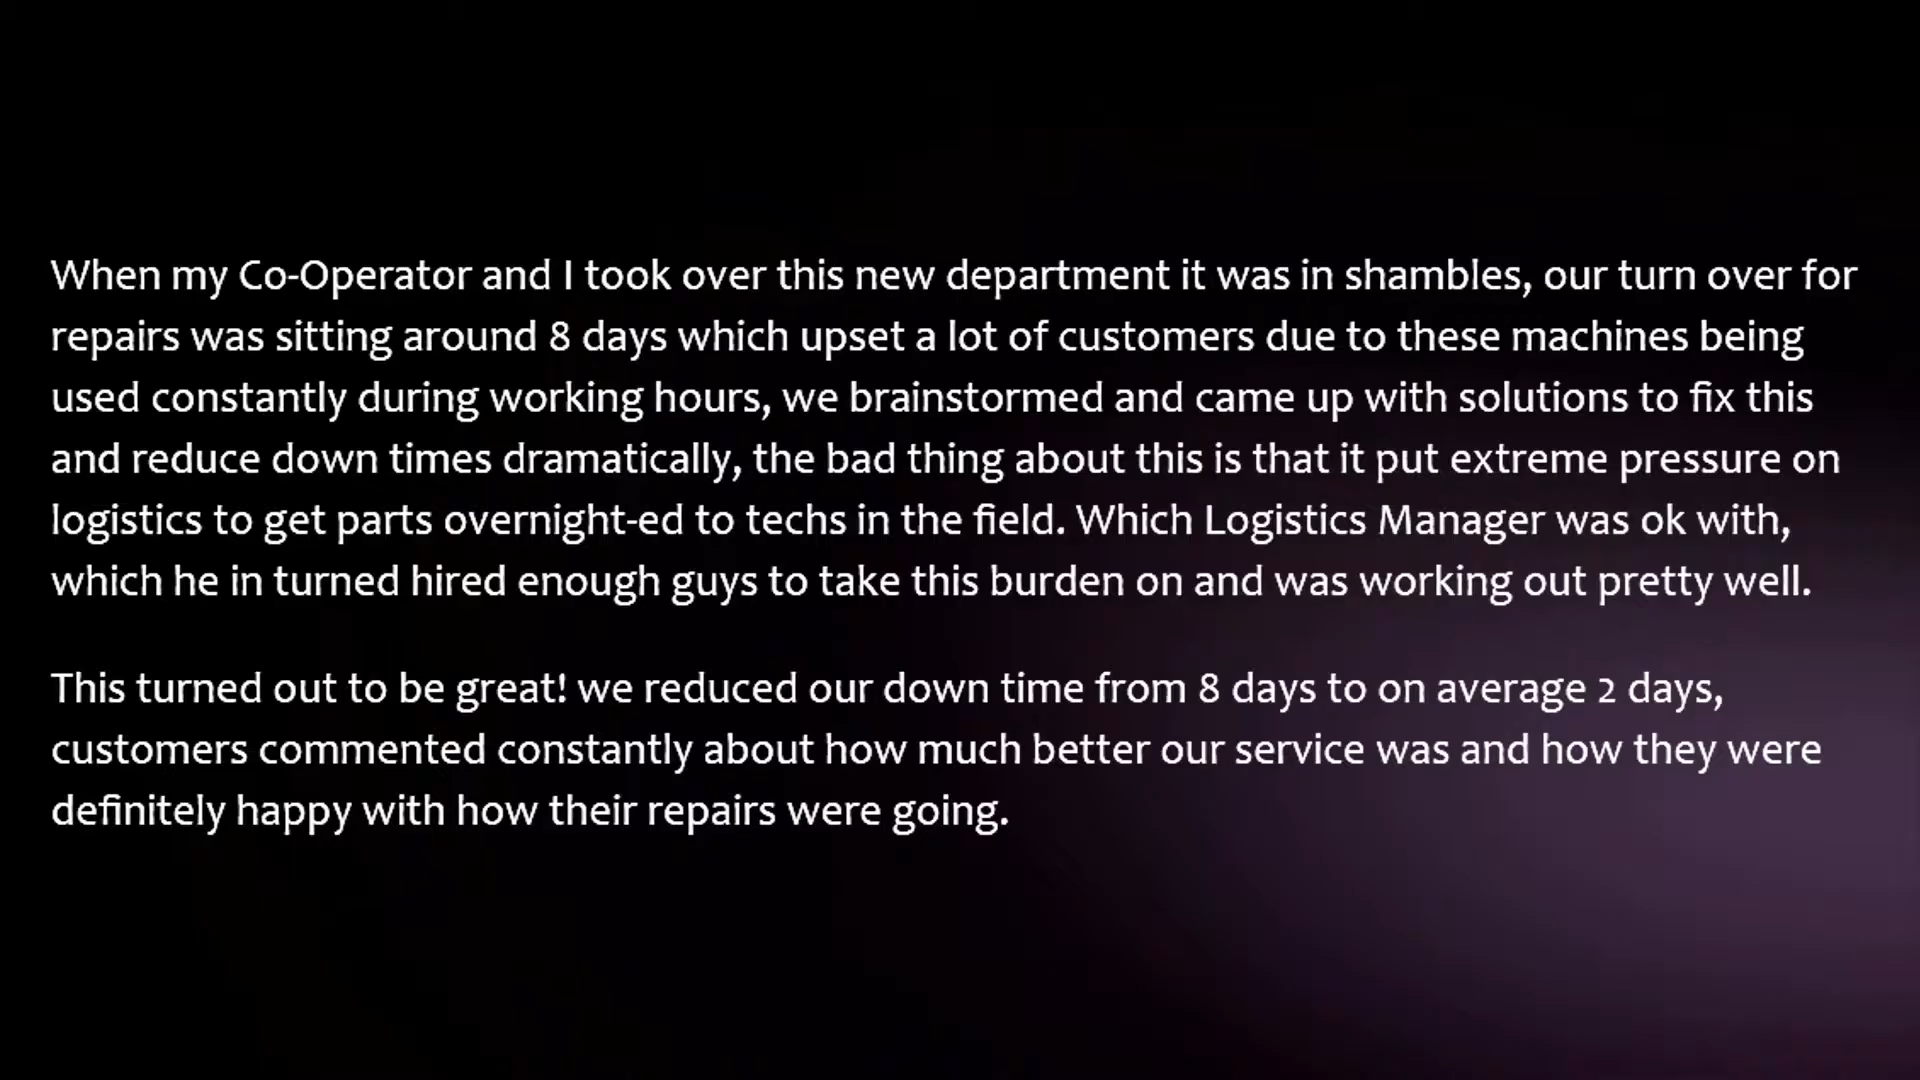 When my Co-Operator and I took over this new department it was in shambles, our turn over for
repairs was sitting around 8 days which upset a lot of customers due to these machines being
used constantly during working hours, we brainstormed and came up with solutions to fix this
and reduce down times dramatically, the bad thing about this is that it put extreme pressure on
logistics to get parts overnight-ed to techs in the field. Which Logistics Manager was ok with,
which he in turned hired enough guys to take this burden on and was working out pretty well.
This turned out to be great! we reduced our down time from 8 days to on average 2 days,
customers commented constantly about how much better our service was and how they were
definitely happy with how their repairs were going.